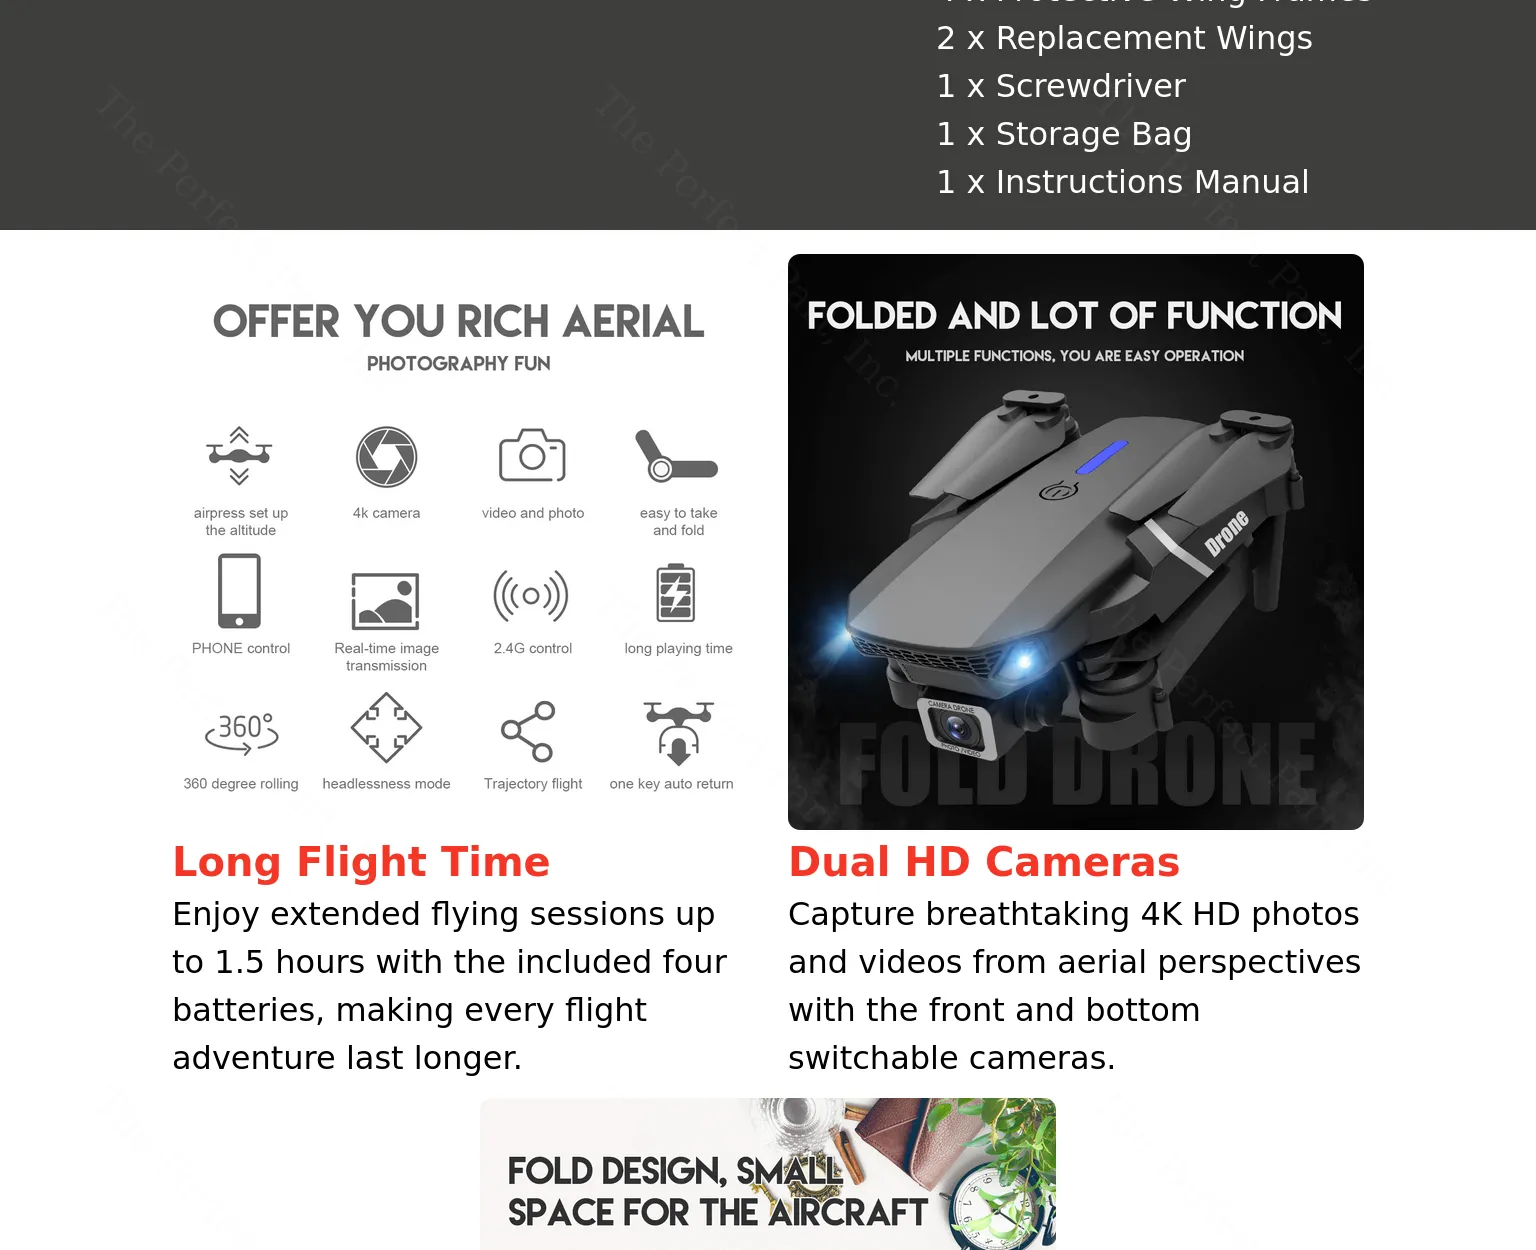 2 x Replacement Wings
1 x Screwdriver
1 x Storage Bag
1 x Instructions Manual
OFFER YOU RICH AERIAL
PHOTOGRAPHY FUN
airpress set up
the altitude
4k camera
video and photo
easy to take
and fold
PHONE control
Real-time image
transmission
2.4G control
long playing time
360°
360 degree rolling
headlessness mode
Trajectory flight
one key auto return
Long Flight Time
Enjoy extended flying sessions up
to 1.5 hours with the included four
batteries, making every flight
adventure last longer.
FOLDED AND LOT OF FUNCTION
MULTIPLE FUNCTIONS, YOU ARE EASY OPERATION
Drone
CAMERA DRONE
PHOTO/VIDEO
FOLD DRONE
Dual HD Cameras
Capture breathtaking 4K HD photos
and videos from aerial perspectives
with the front and bottom
switchable cameras.
FOLD DESIGN, SMALL
SPACE FOR THE AIRCRAFT